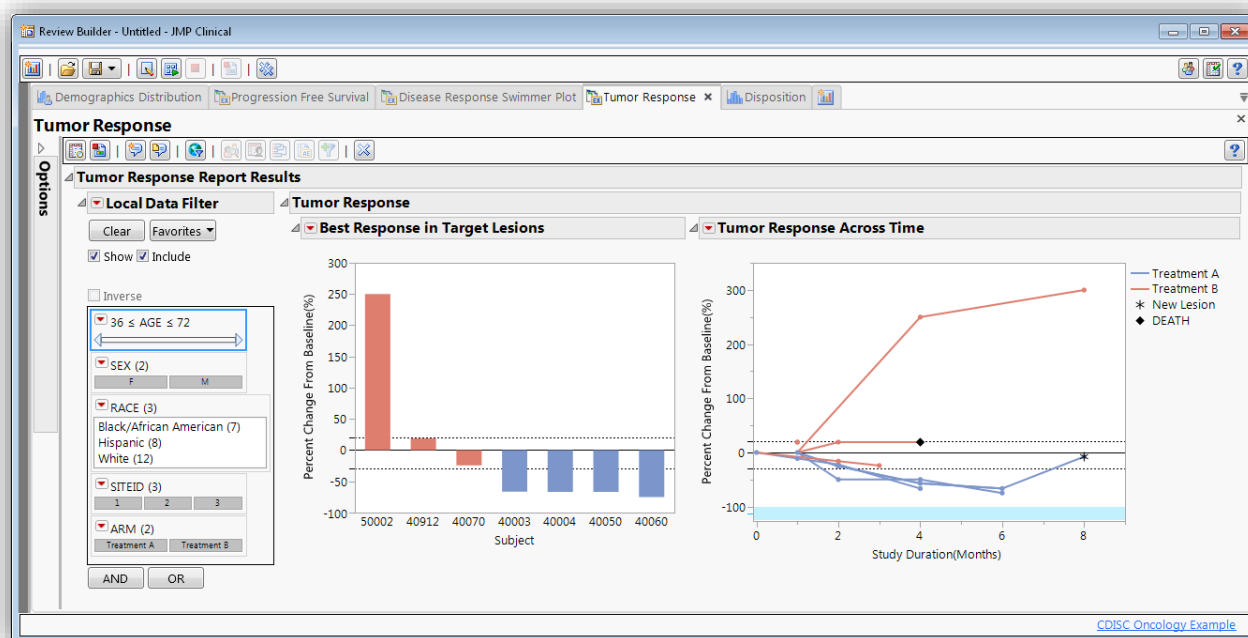 Review Builder - Untitled - JMP Clinical
Demographics Distribution Progression Free Survival Disease Response Swimmer Plot Tumor Response Disposition
Tumor Response
Options
Tumor Response Report Results
Local Data Filter
Clear Favorites
Show Include
Inverse
36 ≤ AGE ≤ 72
SEX (2)
F M
RACE (3)
Black/African American (7)
Hispanic (8)
White (12)
SITEID (3)
1 2 3
ARM (2)
Treatment A Treatment B
AND OR
Tumor Response
Best Response in Target Lesions
Percent Change From Baseline(%)
300
250
200
150
100
50
0
-50
-100
50002 40912 40070 40003 40004 40050 40060
Subject
Tumor Response Across Time
Percent Change From Baseline(%)
300
200
100
0
-100
0 2 4 6 8
Study Duration(Months)
Treatment A
Treatment B
New Lesion
DEATH
CDISC Oncology Example